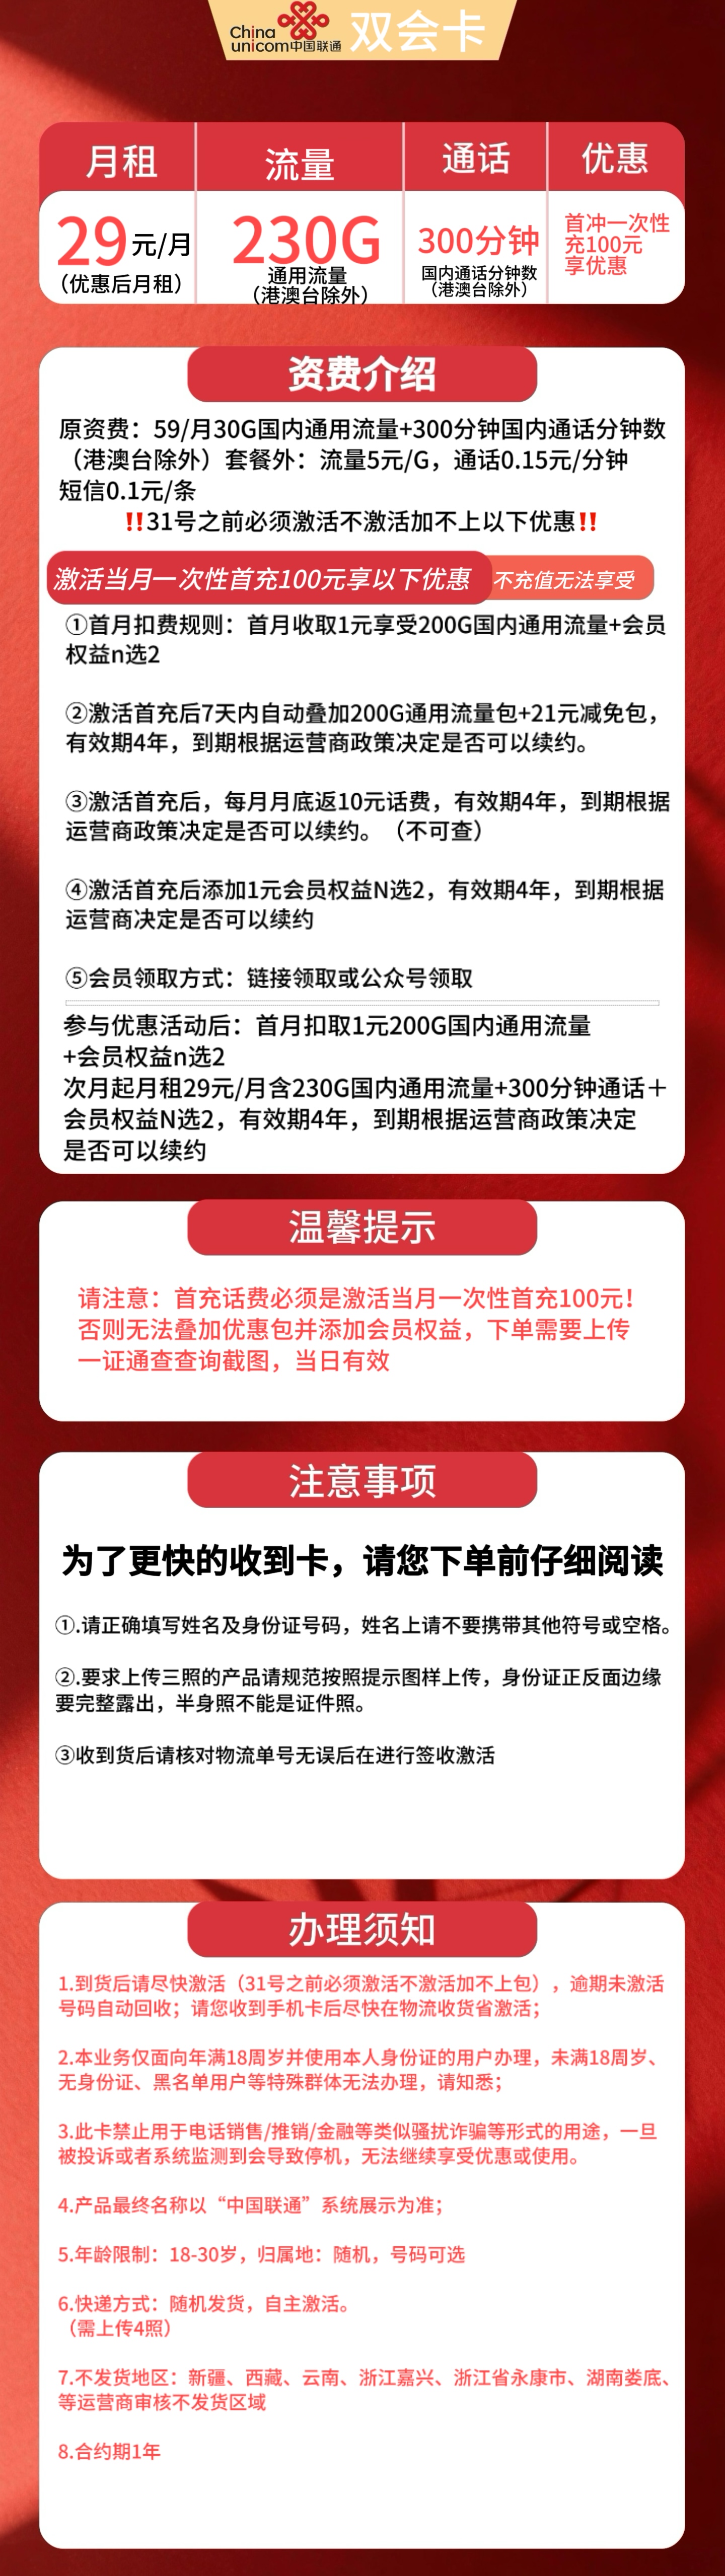 China
unicom中国联通
双会卡
月租
流量
通话
优惠
29元/月
（优惠后月租）
230G
通用流量
（港澳台除外）
300分钟
国内通话分钟数
（港澳台除外）
首冲一次性
充100元
享优惠
资费介绍
原资费：59/月30G国内通用流量+300分钟国内通话分钟数
（港澳台除外）套餐外：流量5元/G，通话0.15元/分钟
短信0.1元/条
‼31号之前必须激活不激活加不上以下优惠‼
激活当月一次性首充100元享以下优惠
不充值无法享受
①首月扣费规则：首月收取1元享受200G国内通用流量+会员
权益n选2
②激活首充后7天内自动叠加200G通用流量包+21元减免包，
有效期4年，到期根据运营商政策决定是否可以续约。
③激活首充后，每月月底返10元话费，有效期4年，到期根据
运营商政策决定是否可以续约。（不可查）
④激活首充后添加1元会员权益N选2，有效期4年，到期根据
运营商决定是否可以续约
⑤会员领取方式：链接领取或公众号领取
参与优惠活动后：首月扣取1元200G国内通用流量
+会员权益n选2
次月起月租29元/月含230G国内通用流量+300分钟通话＋
会员权益N选2，有效期4年，到期根据运营商政策决定
是否可以续约
温馨提示
请注意：首充话费必须是激活当月一次性首充100元！
否则无法叠加优惠包并添加会员权益，下单需要上传
一证通查查询截图，当日有效
注意事项
为了更快的收到卡，请您下单前仔细阅读
①.请正确填写姓名及身份证号码，姓名上请不要携带其他符号或空格。
②.要求上传三照的产品请规范按照提示图样上传，身份证正反面边缘
要完整露出，半身照不能是证件照。
③收到货后请核对物流单号无误后在进行签收激活
办理须知
1.到货后请尽快激活（31号之前必须激活不激活加不上包），逾期未激活
号码自动回收；请您收到手机卡后尽快在物流收货省激活；
2.本业务仅面向年满18周岁并使用本人身份证的用户办理，未满18周岁、
无身份证、黑名单用户等特殊群体无法办理，请知悉；
3.此卡禁止用于电话销售/推销/金融等类似骚扰诈骗等形式的用途，一旦
被投诉或者系统监测到会导致停机，无法继续享受优惠或使用。
4.产品最终名称以“中国联通”系统展示为准；
5.年龄限制：18-30岁，归属地：随机，号码可选
6.快递方式：随机发货，自主激活。
（需上传4照）
7.不发货地区：新疆、西藏、云南、浙江嘉兴、浙江省永康市、湖南娄底、
等运营商审核不发货区域
8.合约期1年